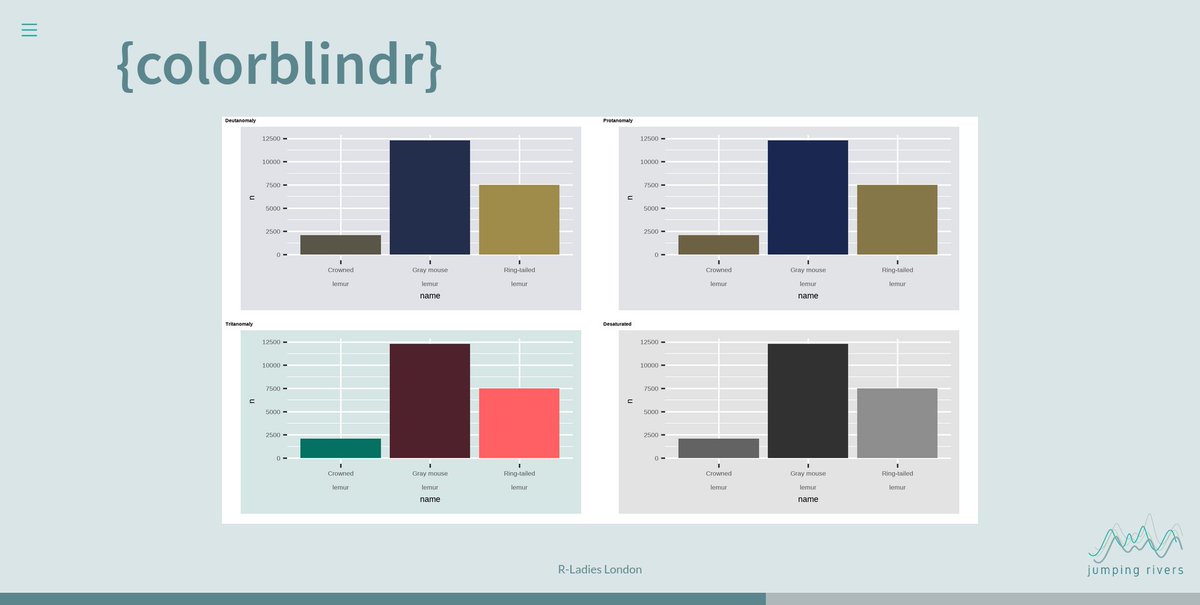 {colorblindr}
Deutanomaly
12500
10000
7500
5000
2500
0
n
Crowned
lemur
Gray mouse
lemur
Ring-tailed
lemur
name
Protanomaly
12500
10000
7500
5000
2500
0
n
Crowned
lemur
Gray mouse
lemur
Ring-tailed
lemur
name
Tritanomaly
12500
10000
7500
5000
2500
0
n
Crowned
lemur
Gray mouse
lemur
Ring-tailed
lemur
name
Desaturated
12500
10000
7500
5000
2500
0
n
Crowned
lemur
Gray mouse
lemur
Ring-tailed
lemur
name
R-Ladies London
jumping rivers